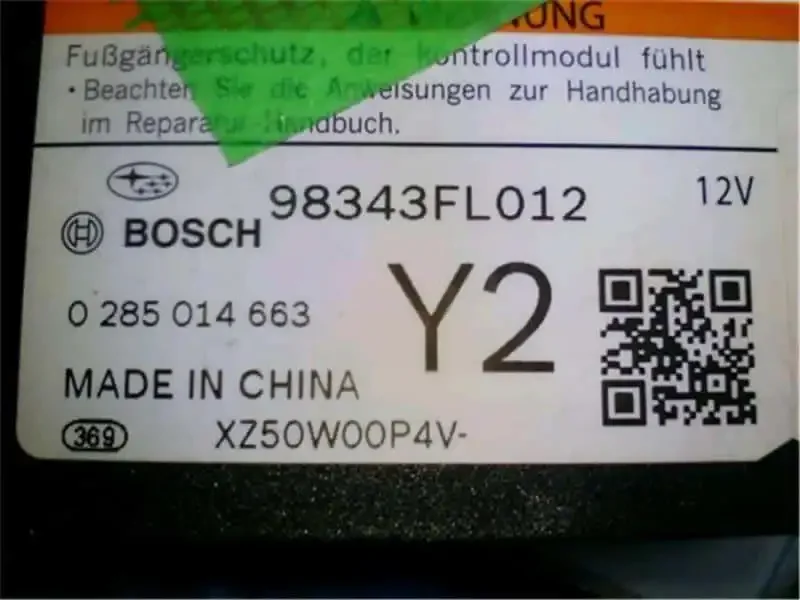 Fußgängerschutz, der kontrollmodul fühlt
• Beachten Sie die Anweisungen zur Handhabung
im Reparatur-Handbuch.
98343FL012
12V
BOSCH
Y2
0 285 014 663
MADE IN CHINA
369
XZ50W00P4V-